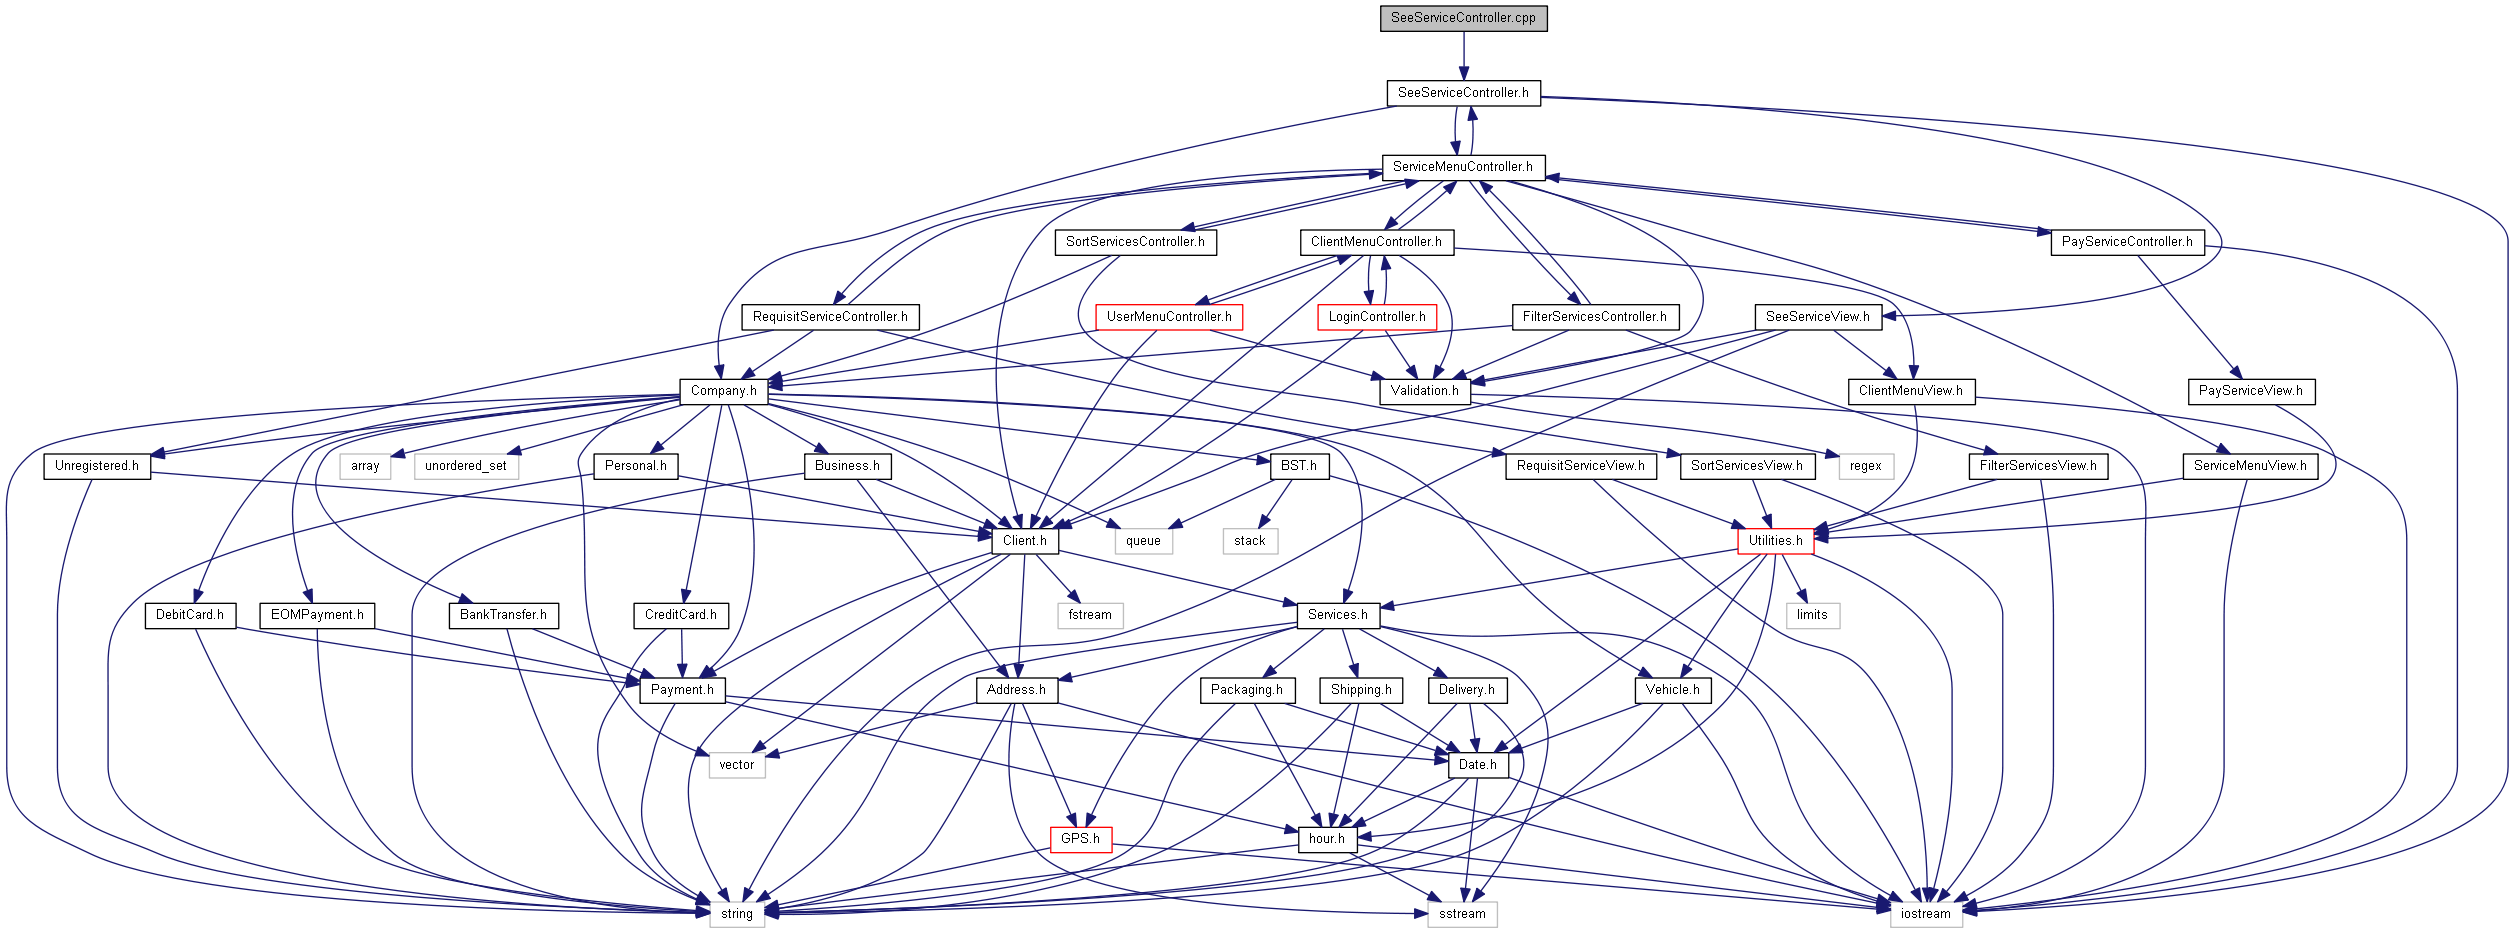 SeeServiceController.cpp
SeeServiceController.h
ServiceMenuController.h
SortServicesController.h
ClientMenuController.h
PayServiceController.h
RequisitServiceController.h
UserMenuController.h
LoginController.h
FilterServicesController.h
SeeServiceView.h
Company.h
Validation.h
ClientMenuView.h
PayServiceView.h
Unregistered.h
array
unordered_set
Personal.h
Business.h
BST.h
RequisitServiceView.h
SortServicesView.h
regex
FilterServicesView.h
ServiceMenuView.h
Client.h
queue
stack
Utilities.h
DebitCard.h
EOMPayment.h
BankTransfer.h
CreditCard.h
fstream
Services.h
limits
Payment.h
Address.h
Packaging.h
Shipping.h
Delivery.h
Vehicle.h
vector
Date.h
GPS.h
hour.h
string
sstream
iostream